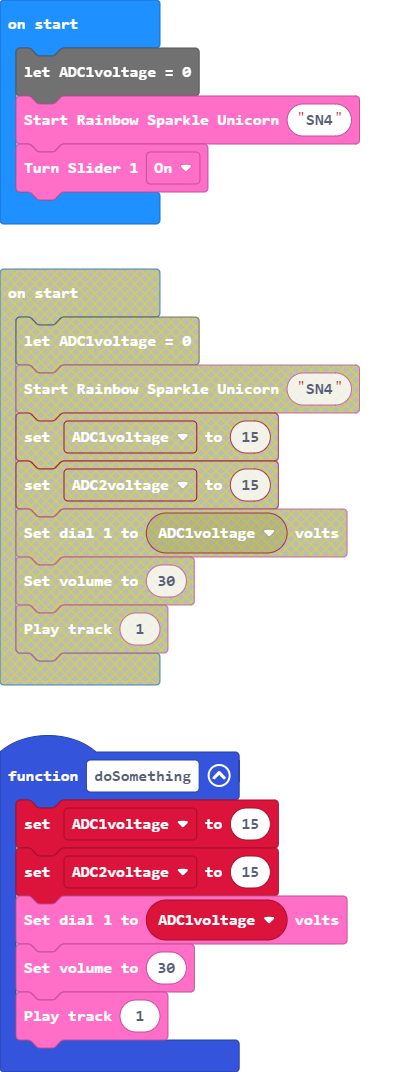 on start
let ADC1voltage = 0
Start Rainbow Sparkle Unicorn "SN4"
Turn Slider 1 On
on start
let ADC1voltage = 0
Start Rainbow Sparkle Unicorn "SN4"
set ADC1voltage to 15
set ADC2voltage to 15
Set dial 1 to ADC1voltage volts
Set volume to 30
Play track 1
function doSomething
set ADC1voltage to 15
set ADC2voltage to 15
Set dial 1 to ADC1voltage volts
Set volume to 30
Play track 1